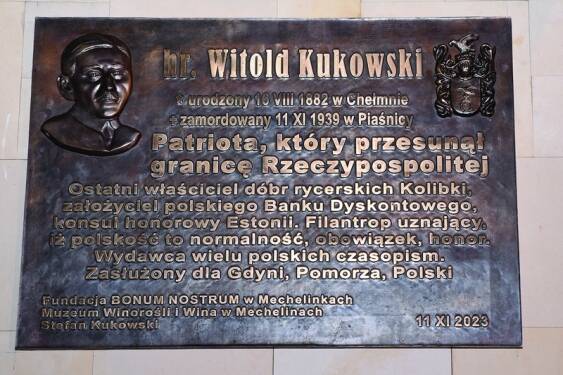 hr. Witold Kukowski
urodzony 16 VIII 1882 w Chełmnie
zamordowany 11 XI 1939 w Piaśnicy
Patriota, który przesunął
granicę Rzeczypospolitej
Ostatni właściciel dóbr rycerskich Kolibki,
założyciel polskiego Banku Dyskontowego,
konsul honorowy Estonii. Filantrop uznający,
iż polskość to normalność, obowiązek, honor.
Wydawca wielu polskich czasopism.
Zasłużony dla Gdyni, Pomorza, Polski
Fundacja BONUM NOSTRUM w Mechelinkach
Muzeum Winorośli i Wina w Mechelinach
Stefan Kukowski
11 XI 2023